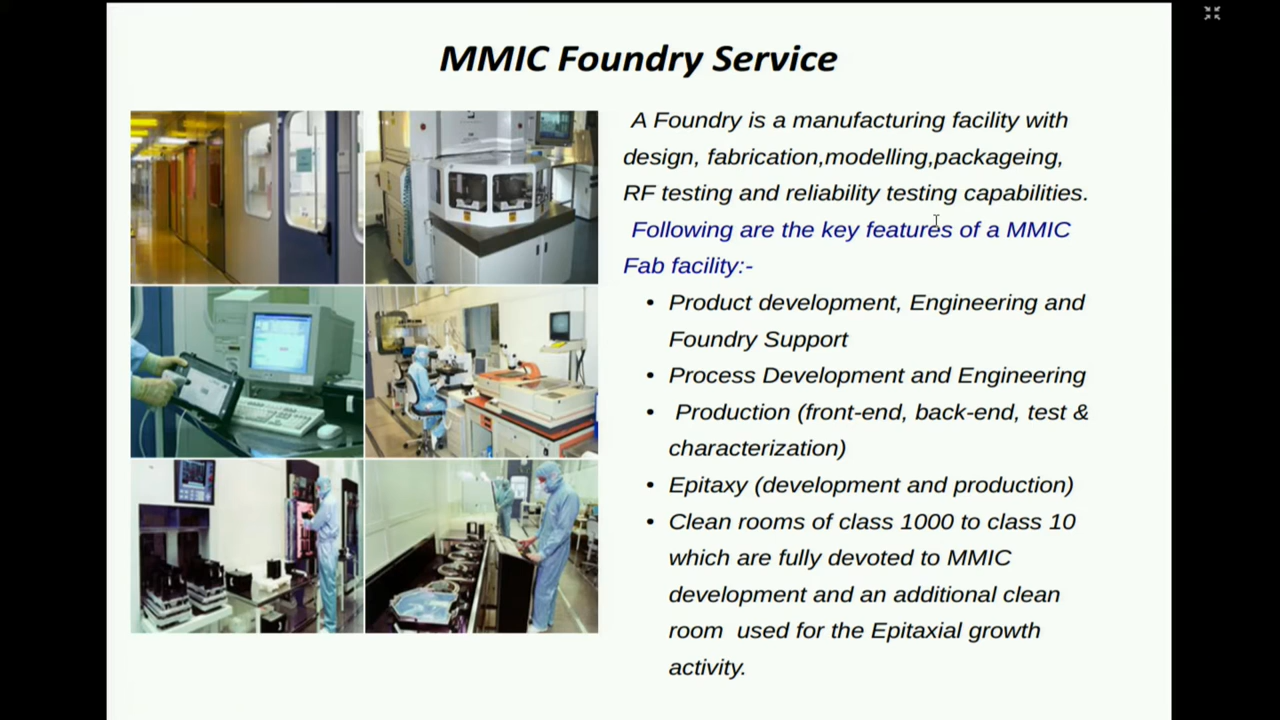 MMIC Foundry Service
A Foundry is a manufacturing facility with
design, fabrication,modelling,packageing,
RF testing and reliability testing capabilities.
Following are the key features of a MMIC
Fab facility:-
• Product development, Engineering and
Foundry Support
• Process Development and Engineering
• Production (front-end, back-end, test &
characterization)
• Epitaxy (development and production)
• Clean rooms of class 1000 to class 10
which are fully devoted to MMIC
development and an additional clean
room used for the Epitaxial growth
activity.